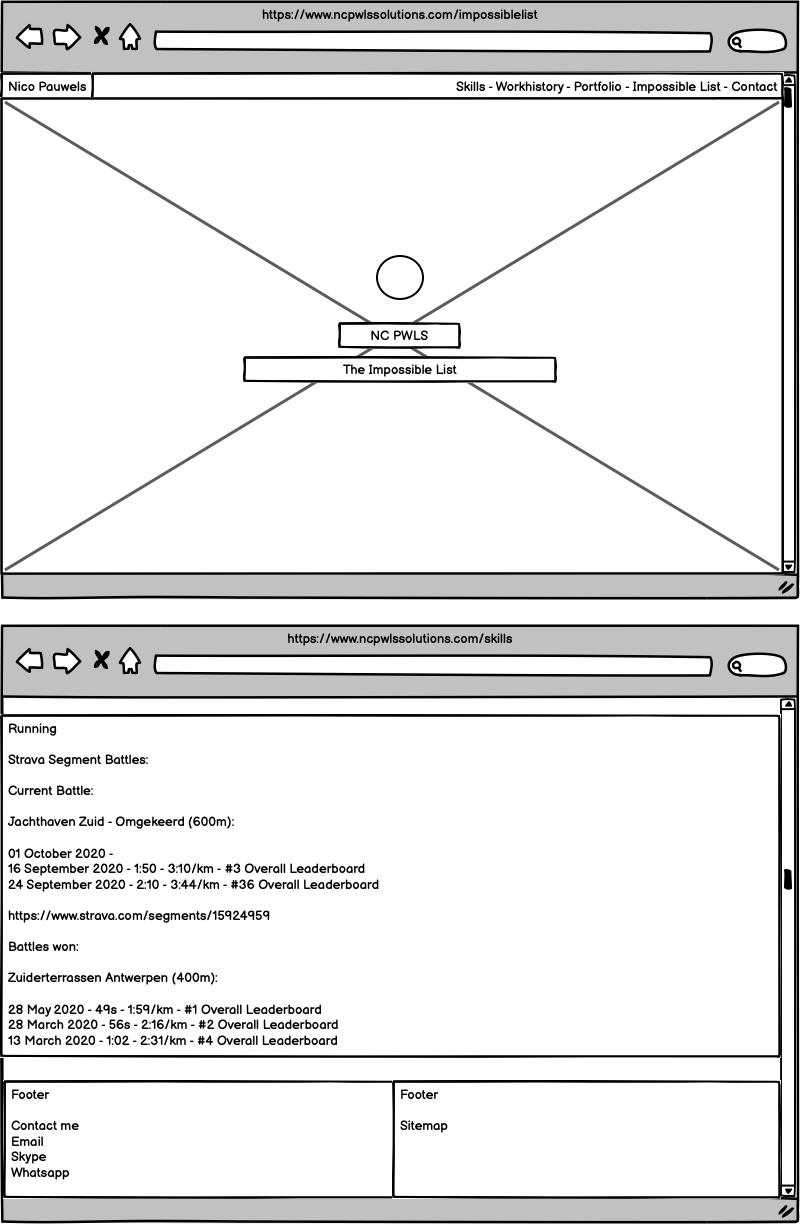 https://www.ncpwlssolutions.com/impossiblelist
Nico Pauwels
Skills - Workhistory - Portfolio - Impossible List - Contact
NC PWLS
The Impossible List
https://www.ncpwlssolutions.com/skills
Running
Strava Segment Battles:
Current Battle:
Jachthaven Zuid - Omgekeerd (600m):
01 October 2020 -
16 September 2020 - 1:50 - 3:10/km - #3 Overall Leaderboard
24 September 2020 - 2:10 - 3:44/km - #36 Overall Leaderboard
https://www.strava.com/segments/15924959
Battles won:
Zuiderterrassen Antwerpen (400m):
28 May 2020 - 49s - 1:59/km - #1 Overall Leaderboard
28 March 2020 - 56s - 2:16/km - #2 Overall Leaderboard
13 March 2020 - 1:02 - 2:31/km - #4 Overall Leaderboard
Footer
Contact me
Email
Skype
Whatsapp
Footer
Sitemap